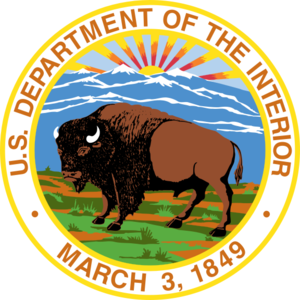 U.S. DEPARTMENT OF THE INTERIOR
MARCH 3, 1849